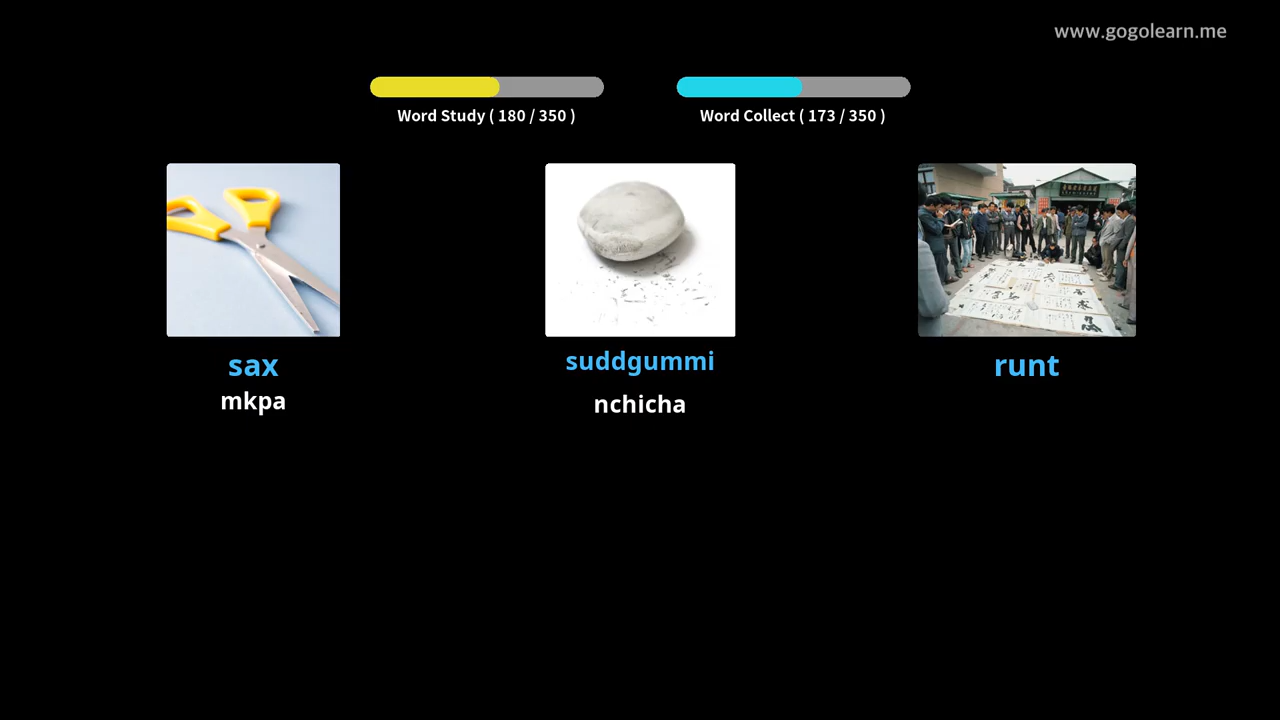 www.gogolearn.me
Word Study ( 180 / 350 )
Word Collect ( 173 / 350 )
sax
mkpa
suddgummi
nchicha
runt